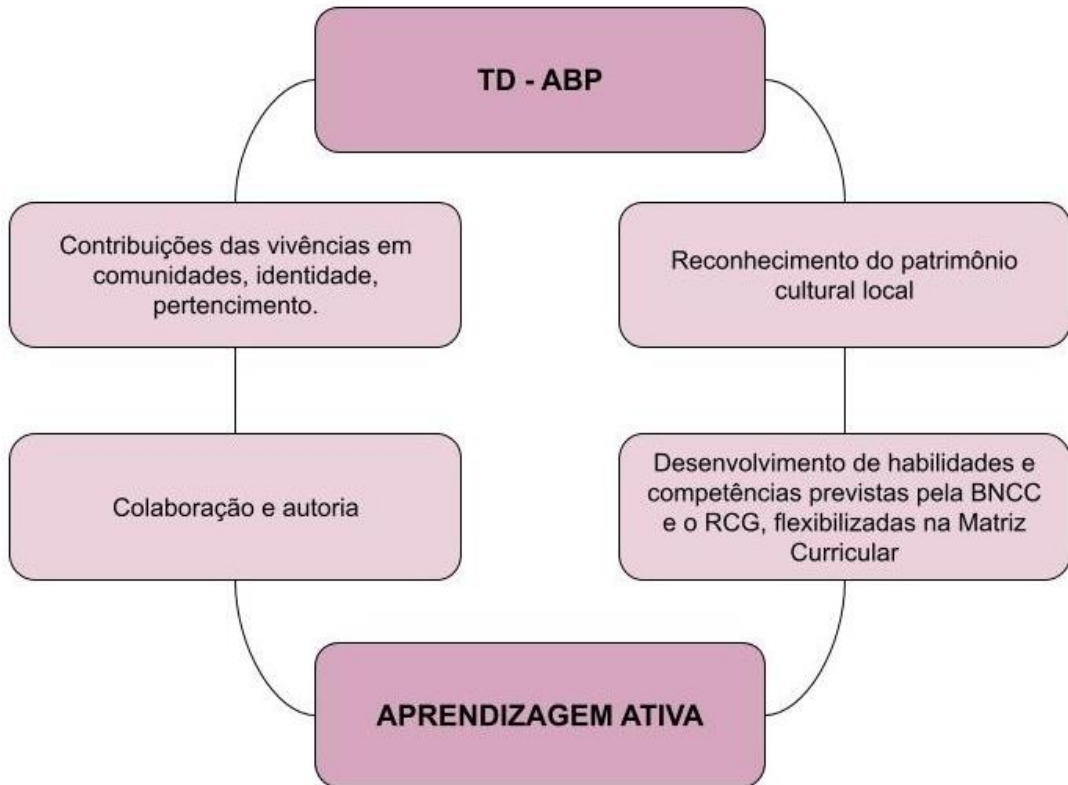 TD - ABP
Contribuições das vivências em
comunidades, identidade,
pertencimento.
Reconhecimento do patrimônio
cultural local
Colaboração e autoria
Desenvolvimento de habilidades e
competências previstas pela BNCC
e o RCG, flexibilizadas na Matriz
Curricular
APRENDIZAGEM ATIVA